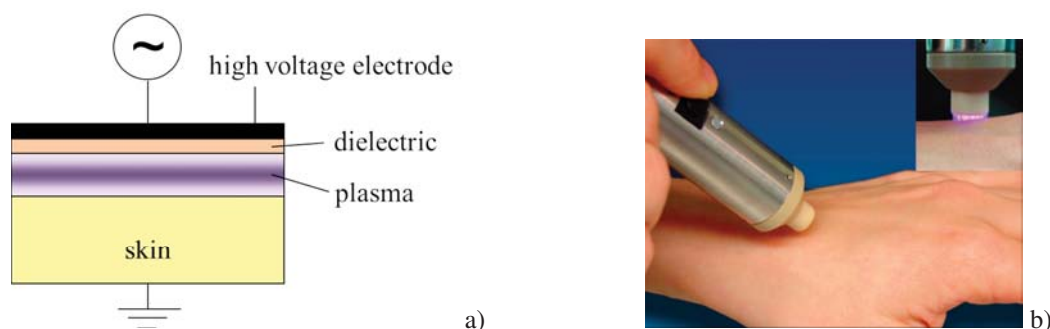 ~
high voltage electrode
dielectric
plasma
skin
a)
b)